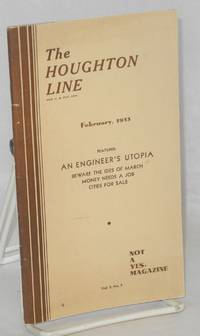 The
HOUGHTON
LINE
February, 1933
FEATURES
AN ENGINEER'S UTOPIA
BEWARE THE IDES OF MARCH
MONEY NEEDS A JOB
CITIES FOR SALE
NOT
A
YES.
MAGAZINE